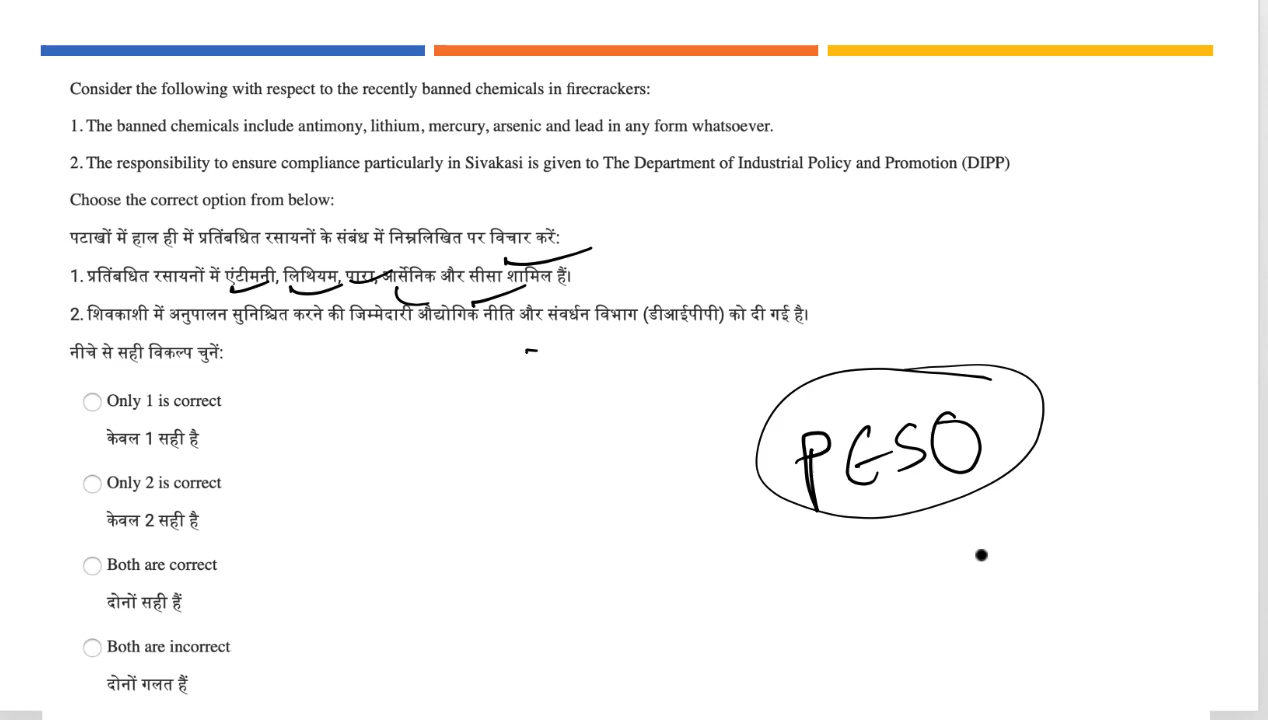 Consider the following with respect to the recently banned chemicals in firecrackers:
1. The banned chemicals include antimony, lithium, mercury, arsenic and lead in any form whatsoever.
2. The responsibility to ensure compliance particularly in Sivakasi is given to The Department of Industrial Policy and Promotion (DIPP)
Choose the correct option from below:
पटाखों में हाल ही में प्रतिबंधित रसायनों के संबंध में निम्नलिखित पर विचार करें:
1. प्रतिबंधित रसायनों में एंटीमनी, लिथियम, पारा, आर्सेनिक और सीसा शामिल हैं।
2. शिवकाशी में अनुपालन सुनिश्चित करने की जिम्मेदारी औद्योगिक नीति और संवर्धन विभाग (डीआईपीपी) को दी गई है।
नीचे से सही विकल्प चुनें:
Only 1 is correct
केवल 1 सही है
PESO
Only 2 is correct
केवल 2 सही है
Both are correct
दोनों सही हैं
Both are incorrect
दोनों गलत हैं